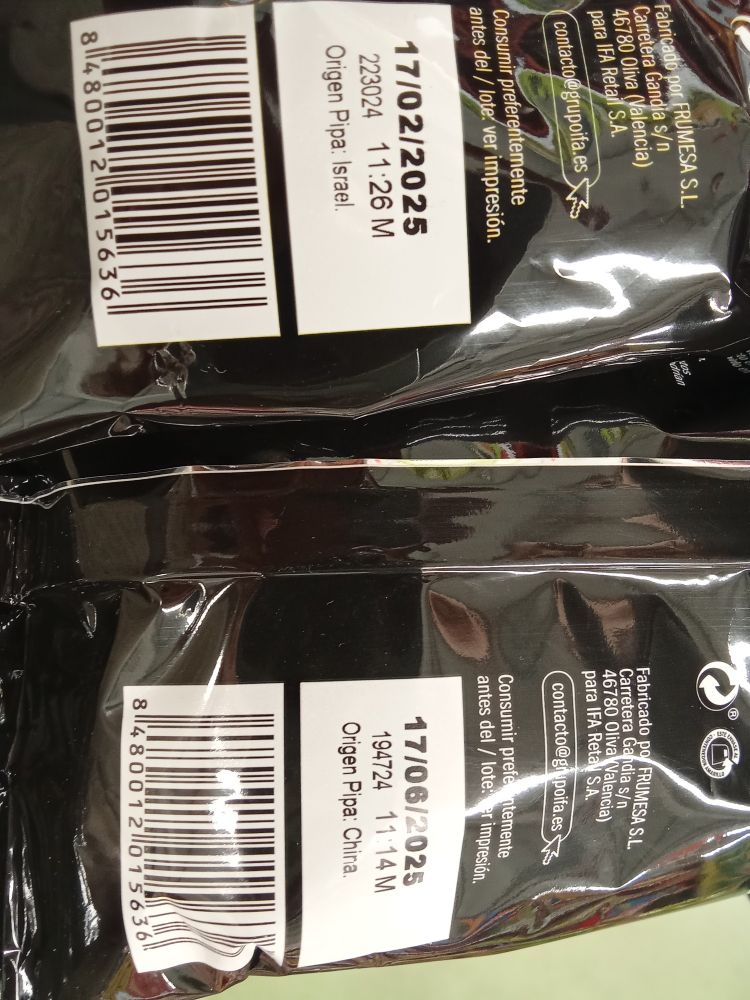 Fabricado por FRUMESA S.L.
Carretera Gandía s/n
46780 Oliva (Valencia)
para IFA Retail S.A.
contacto@grupoifa.es
Consumir preferentemente
antes del / lote: ver impresión.
17/02/2025
223024 11:26 M
Origen Pipa: Israel.
8 480012 015636
Fabricado por FRUMESA S.L.
Carretera Gandía s/n
46780 Oliva (Valencia)
para IFA Retail S.A.
contacto@grupoifa.es
Consumir preferentemente
antes del / lote: ver impresión.
17/06/2025
194724 11:14 M
Origen Pipa: China.
8 480012 015636